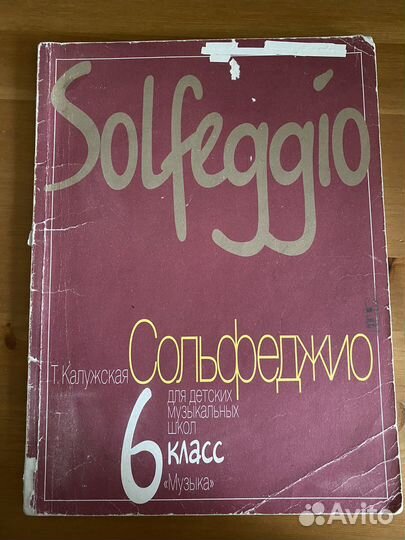 Solfeggio
Т. Калужская Сольфеджио
для детских
музыкальных
школ
6 класс
«Музыка»
Avito